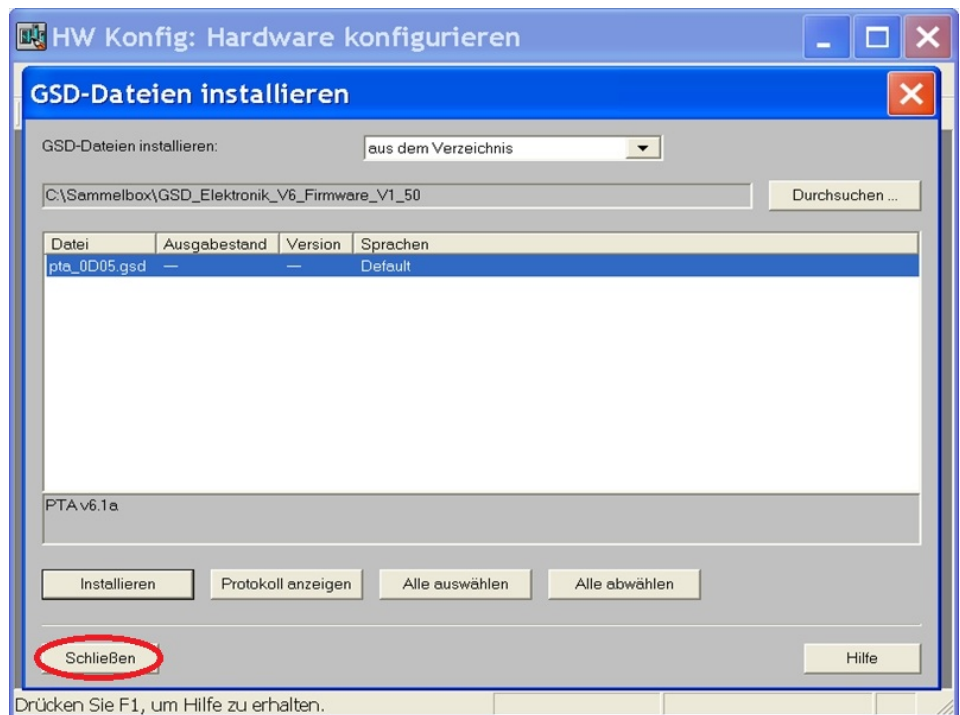 HW Konfig: Hardware konfigurieren
GSD-Dateien installieren
GSD-Dateien installieren: aus dem Verzeichnis
C:\Sammelbox\GSD_Elektronik_V6_Firmware_V1_50 Durchsuchen ...
Datei Ausgabestand Version Sprachen
pta_0D05.gsd — — Default
PTA v6.1a
Installieren Protokoll anzeigen Alle auswählen Alle abwählen
Schließen Hilfe
Drücken Sie F1, um Hilfe zu erhalten.